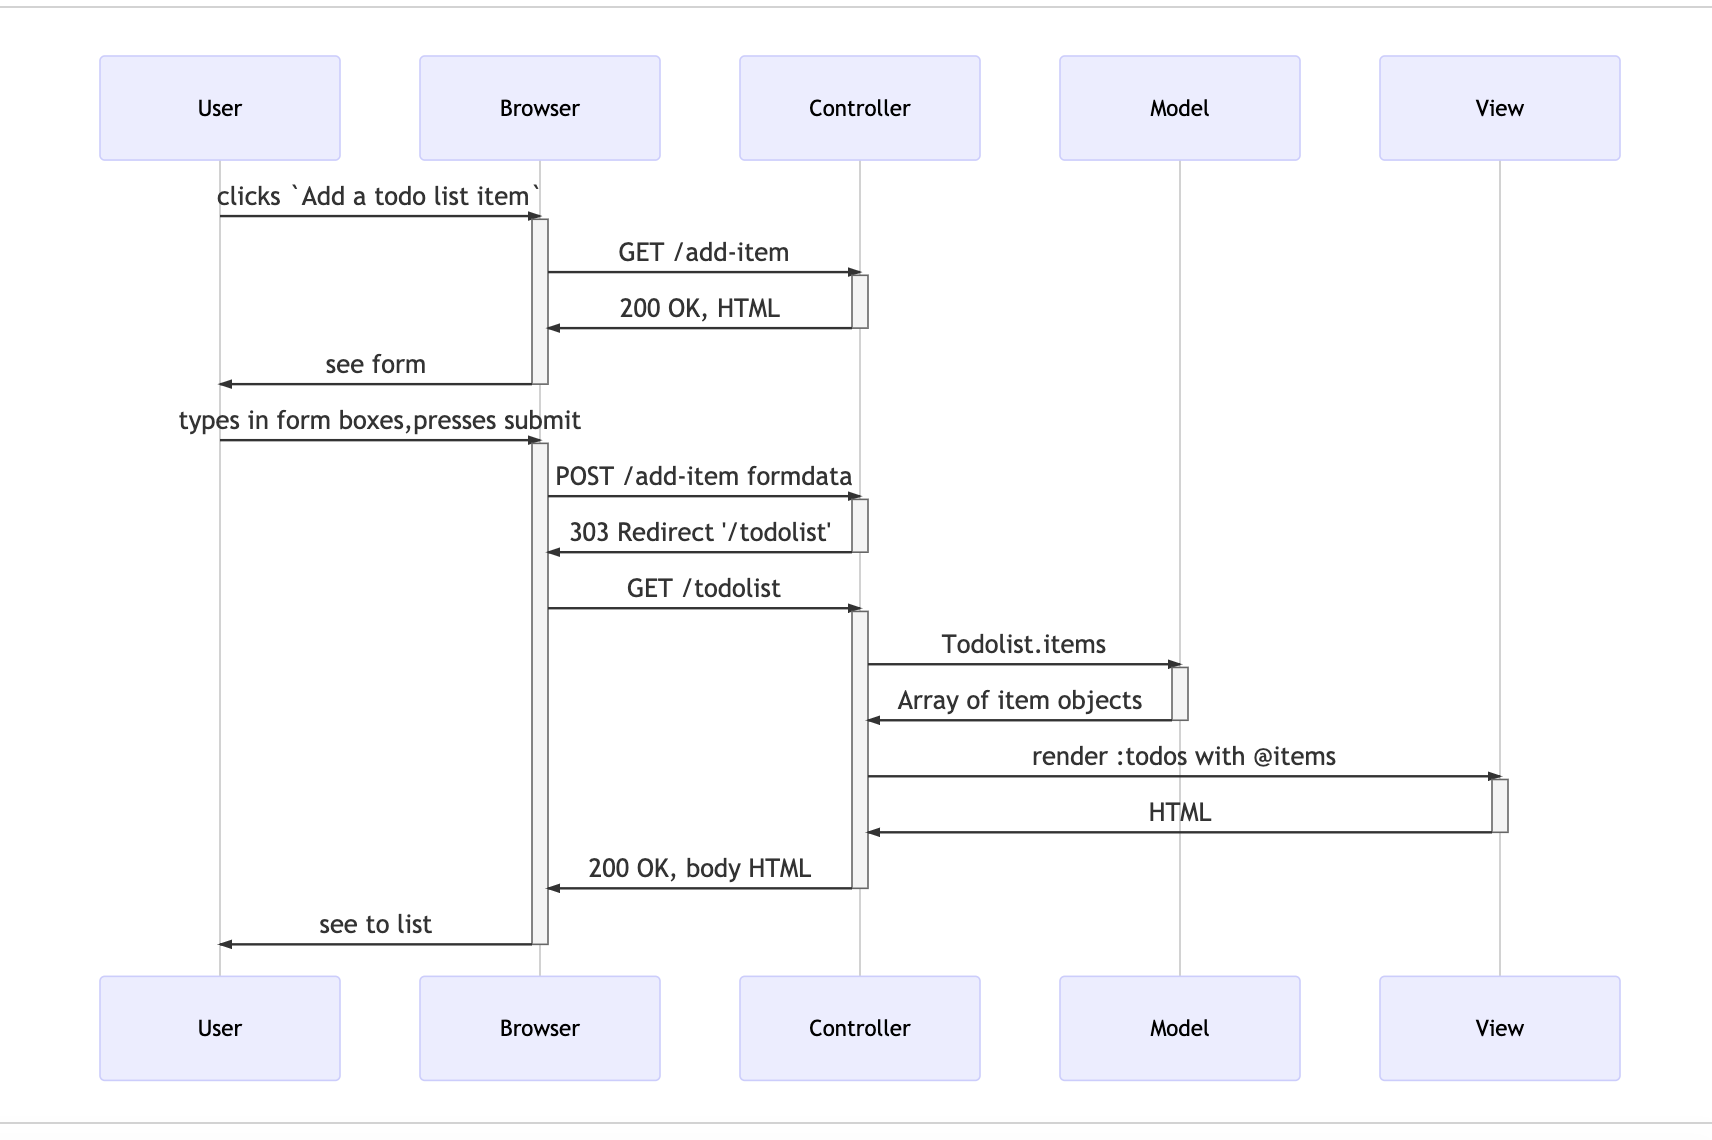 User
Browser
Controller
Model
View
clicks `Add a todo list item`
GET /add-item
200 OK, HTML
see form
types in form boxes,presses submit
POST /add-item formdata
303 Redirect '/todolist'
GET /todolist
Todolist.items
Array of item objects
render :todos with @items
HTML
200 OK, body HTML
see to list
User
Browser
Controller
Model
View